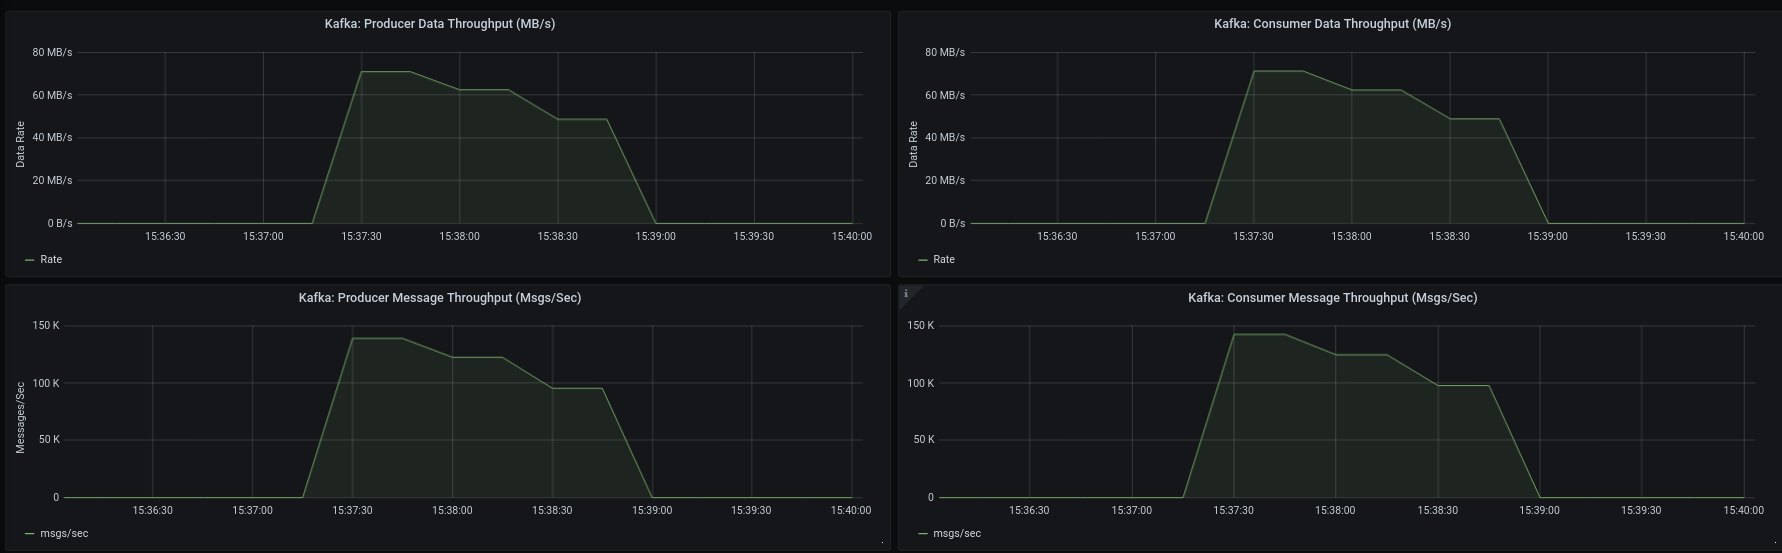 Kafka: Producer Data Throughput (MB/s)
80 MB/s
60 MB/s
40 MB/s
20 MB/s
0 B/s
Data Rate
15:36:30 15:37:00 15:37:30 15:38:00 15:38:30 15:39:00 15:39:30 15:40:00
Rate
Kafka: Consumer Data Throughput (MB/s)
80 MB/s
60 MB/s
40 MB/s
20 MB/s
0 B/s
Data Rate
15:36:30 15:37:00 15:37:30 15:38:00 15:38:30 15:39:00 15:39:30 15:40:00
Rate
Kafka: Producer Message Throughput (Msgs/Sec)
150 K
100 K
50 K
0
Messages/Sec
15:36:30 15:37:00 15:37:30 15:38:00 15:38:30 15:39:00 15:39:30 15:40:00
msgs/sec
i
Kafka: Consumer Message Throughput (Msgs/Sec)
150 K
100 K
50 K
0
15:36:30 15:37:00 15:37:30 15:38:00 15:38:30 15:39:00 15:39:30 15:40:00
msgs/sec